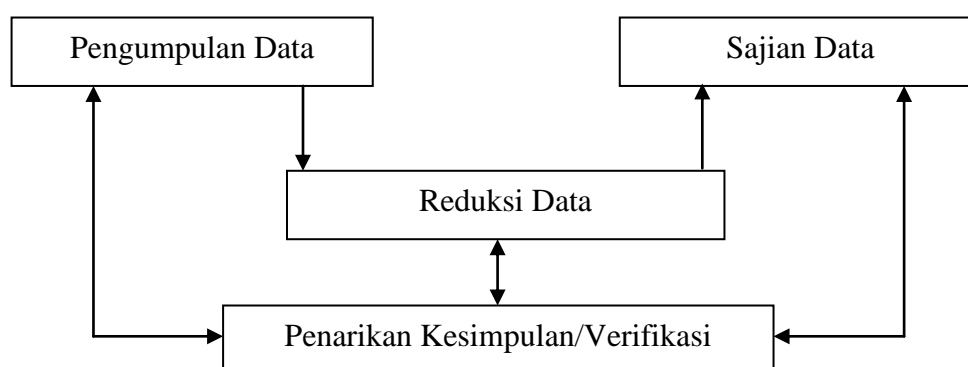 Pengumpulan Data
Sajian Data
Reduksi Data
Penarikan Kesimpulan/Verifikasi